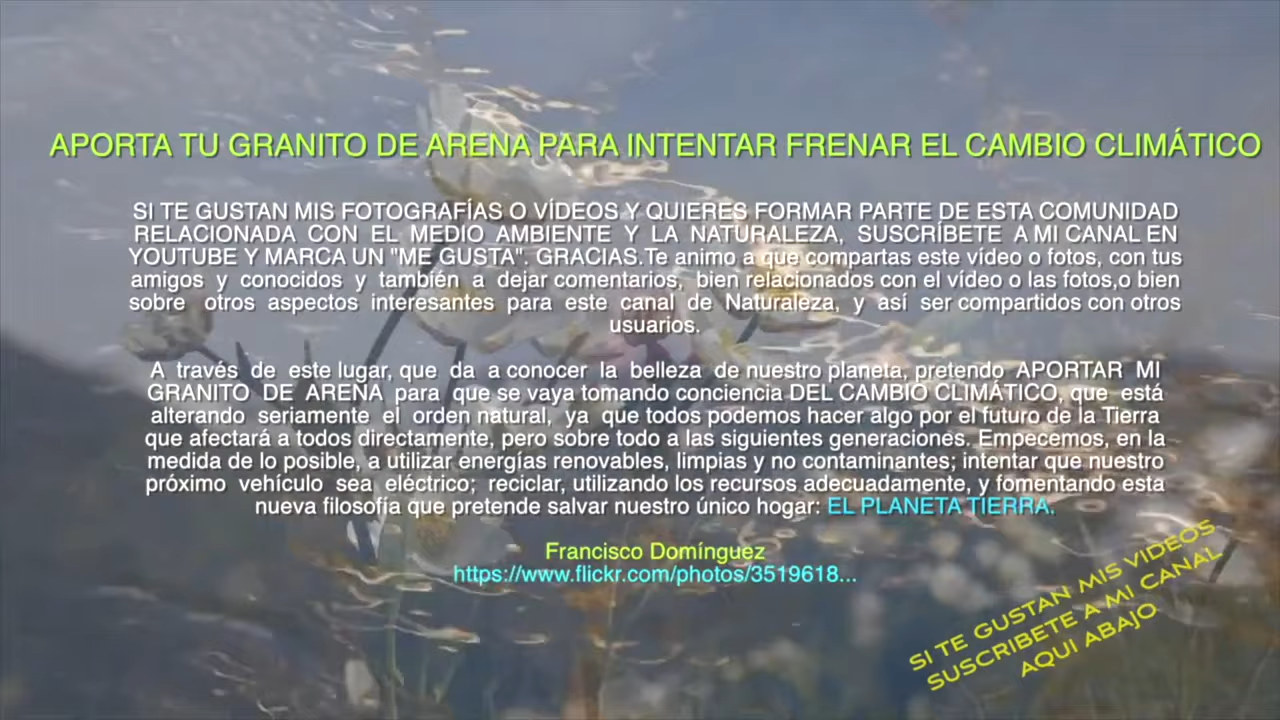 APORTA TU GRANITO DE ARENA PARA INTENTAR FRENAR EL CAMBIO CLIMÁTICO
SI TE GUSTAN MIS FOTOGRAFÍAS O VÍDEOS Y QUIERES FORMAR PARTE DE ESTA COMUNIDAD
RELACIONADA CON EL MEDIO AMBIENTE Y LA NATURALEZA, SUSCRÍBETE A MI CANAL EN
YOUTUBE Y MARCA UN "ME GUSTA". GRACIAS.Te animo a que compartas este vídeo o fotos, con tus
amigos y conocidos y también a dejar comentarios, bien relacionados con el vídeo o las fotos,o bien
sobre otros aspectos interesantes para este canal de Naturaleza, y así ser compartidos con otros
usuarios.
A través de este lugar, que da a conocer la belleza de nuestro planeta, pretendo APORTAR MI
GRANITO DE ARENA para que se vaya tomando conciencia DEL CAMBIO CLIMÁTICO, que está
alterando seriamente el orden natural, ya que todos podemos hacer algo por el futuro de la Tierra
que afectará a todos directamente, pero sobre todo a las siguientes generaciones. Empecemos, en la
medida de lo posible, a utilizar energías renovables, limpias y no contaminantes; intentar que nuestro
próximo vehículo sea eléctrico; reciclar, utilizando los recursos adecuadamente, y fomentando esta
nueva filosofía que pretende salvar nuestro único hogar: EL PLANETA TIERRA.
Francisco Domínguez
https://www.flickr.com/photos/3519618...
SI TE GUSTAN MIS VIDEOS
SUSCRIBETE A MI CANAL
AQUI ABAJO